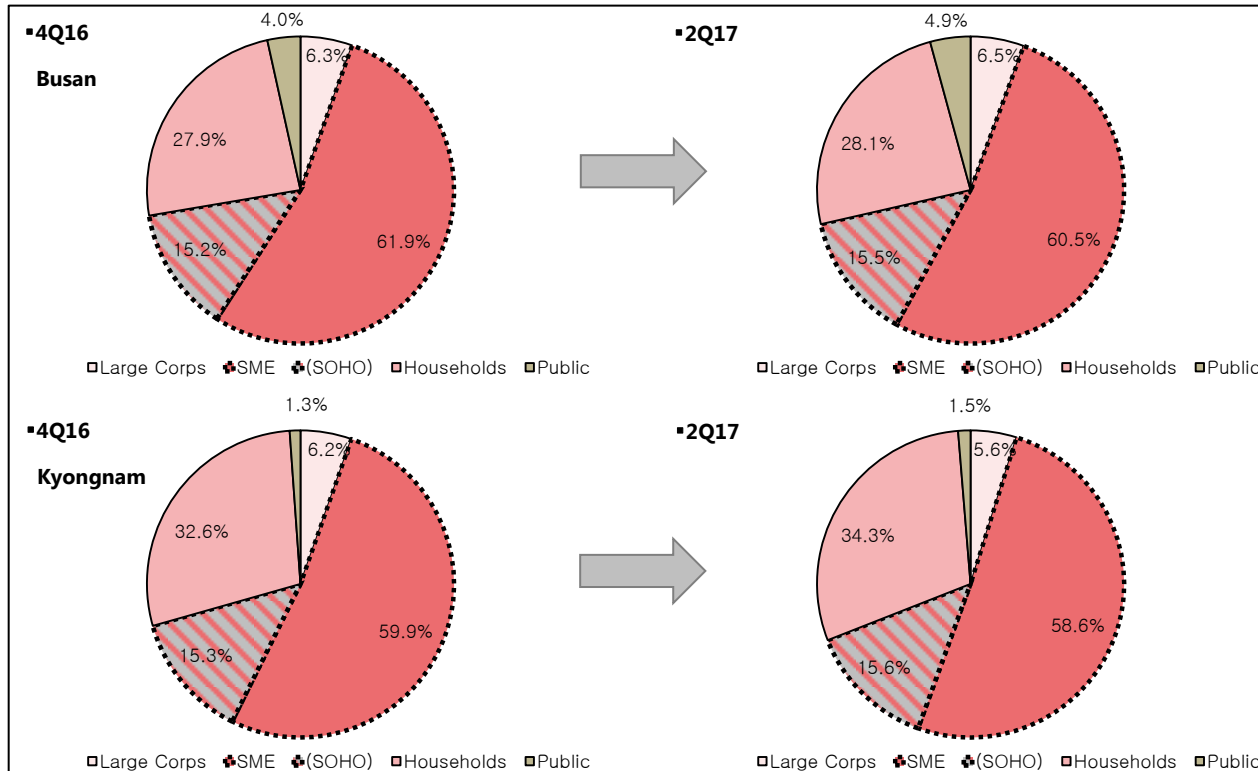 ▪4Q16
Busan
4.0%
6.3%
27.9%
15.2%
61.9%
Large Corps SME (SOHO) Households Public
▪2Q17
4.9%
6.5%
28.1%
15.5%
60.5%
Large Corps SME (SOHO) Households Public
▪4Q16
Kyongnam
1.3%
6.2%
32.6%
15.3%
59.9%
Large Corps SME (SOHO) Households Public
▪2Q17
1.5%
5.6%
34.3%
15.6%
58.6%
Large Corps SME (SOHO) Households Public